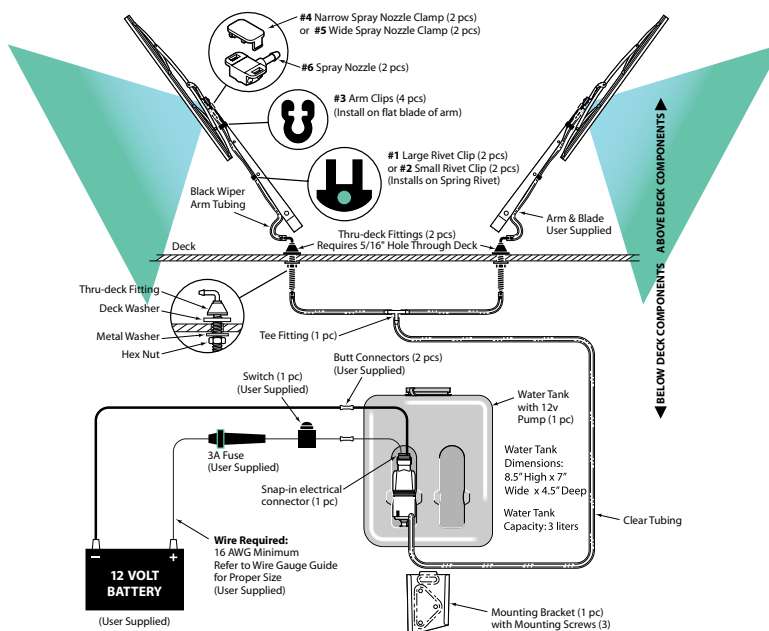 #4 Narrow Spray Nozzle Clamp (2 pcs)
or #5 Wide Spray Nozzle Clamp (2 pcs)
#6 Spray Nozzle (2 pcs)
#3 Arm Clips (4 pcs)
(Install on flat blade of arm)
#1 Large Rivet Clip (2 pcs)
or #2 Small Rivet Clip (2 pcs)
(Installs on Spring Rivet)
Black Wiper
Arm Tubing
Thru-deck Fittings (2 pcs)
Requires 5/16" Hole Through Deck
Arm & Blade
User Supplied
Deck
ABOVE DECK COMPONENTS
BELOW DECK COMPONENTS
Thru-deck Fitting
Deck Washer
Metal Washer
Hex Nut
Tee Fitting (1 pc)
Butt Connectors (2 pcs)
(User Supplied)
Switch (1 pc)
(User Supplied)
Water Tank
with 12v
Pump (1 pc)
3A Fuse
(User Supplied)
Snap-in electrical
connector (1 pc)
Water Tank
Dimensions:
8.5" High x 7"
Wide x 4.5" Deep
Water Tank
Capacity: 3 liters
Clear Tubing
Wire Required:
16 AWG Minimum
Refer to Wire Gauge Guide
for Proper Size
(User Supplied)
– +
12 VOLT
BATTERY
(User Supplied)
Mounting Bracket (1 pc)
with Mounting Screws (3)